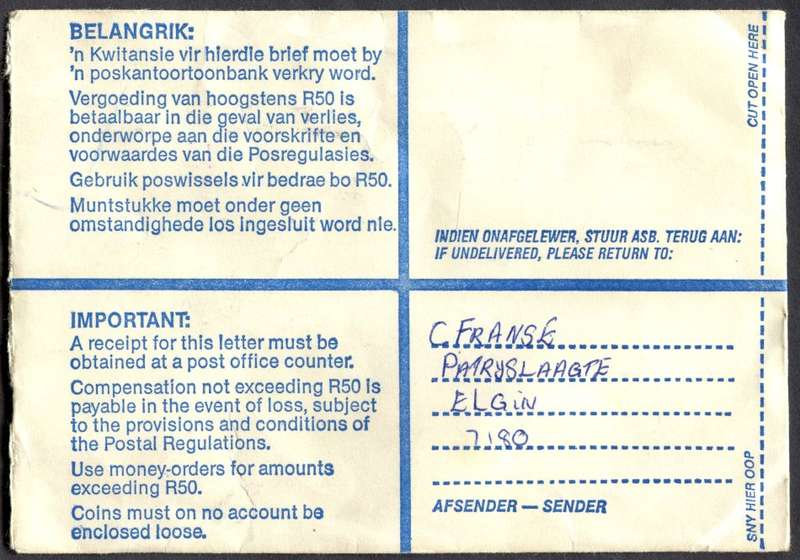 BELANGRIK:
'n Kwitansie vir hierdie brief moet by
'n poskantoortoonbank verkry word.
Vergoeding van hoogstens R50 is
betaalbaar in die geval van verlies,
onderworpe aan die voorskrifte en
voorwaardes van die Posregulasies.
Gebruik poswissels vir bedrae bo R50.
Muntstukke moet onder geen
omstandighede los ingesluit word nie.
INDIEN ONAFGELEWER, STUUR ASB. TERUG AAN:
IF UNDELIVERED, PLEASE RETURN TO:
CUT OPEN HERE
IMPORTANT:
A receipt for this letter must be
obtained at a post office counter.
Compensation not exceeding R50 is
payable in the event of loss, subject
to the provisions and conditions of
the Postal Regulations.
Use money-orders for amounts
exceeding R50.
Coins must on no account be
enclosed loose.
C FRANSE
PATRYSLAAGTE
ELGIN
7180
AFSENDER — SENDER
SNY HIER OOP